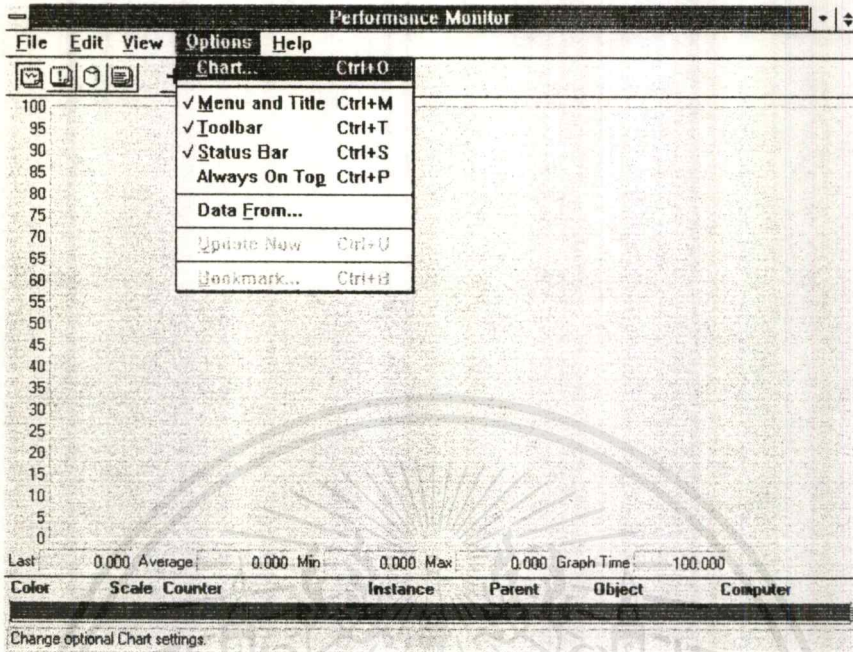 Performance Monitor
File Edit View Options Help
Chart... Ctrl+O
✓ Menu and Title Ctrl+M
✓ Toolbar Ctrl+T
✓ Status Bar Ctrl+S
Always On Top Ctrl+P
Data From...
Update Now Ctrl+U
Bookmark... Ctrl+B
100
95
90
85
80
75
70
65
60
55
50
45
40
35
30
25
20
15
10
5
0
Last 0.000 Average 0.000 Min 0.000 Max 0.000 Graph Time 100.000
Color Scale Counter Instance Parent Object Computer
Change optional Chart settings.